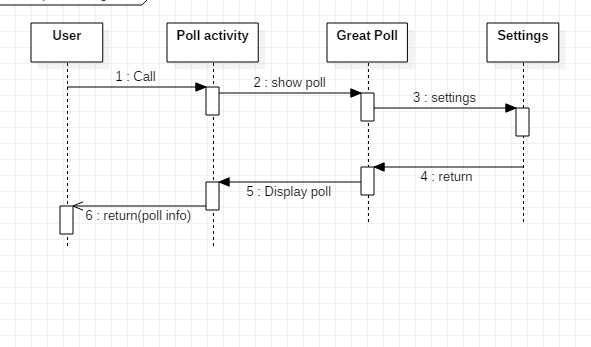 User
Poll activity
Great Poll
Settings
1 : Call
2 : show poll
3 : settings
4 : return
5 : Display poll
6 : return(poll info)